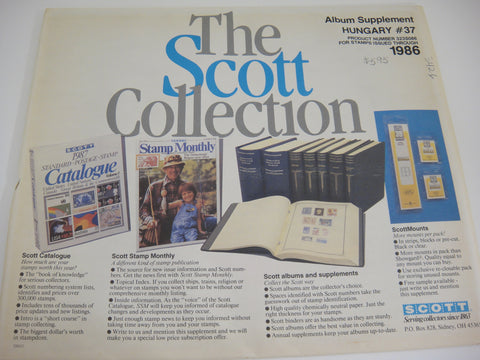 The
Scott
Collection
Album Supplement
HUNGARY #37
PRODUCT NUMBER 323S086
FOR STAMPS ISSUED THROUGH
1986
$5.95
SCOTT
1987
STANDARD POSTAGE STAMP
Catalogue
Stamp Monthly
Scott Catalogue
How much are your
stamps worth this year?
● The "book of knowledge"
for serious collectors.
● Scott numbering system lists,
identifies and prices over
300,000 stamps.
● Includes tens of thousands of
price updates and new listings.
● Intro is a "short course" in
stamp collecting.
● The biggest dollar's worth
in stampdom.
Scott Stamp Monthly
A different kind of stamp publication
● The source for new issue information and Scott num-
bers. Get the news first with Scott Stamp Monthly.
● Topical Index. If you collect ships, roses, religion or
whatever on stamps you won't want to be without our
comprehensive monthly listing feature.
● Inside information. As the "voice" of the Scott
Catalogue, SSM will keep you informed of catalogue
changes and developments as they occur.
● Just enough stamp news to keep you informed without
taking time away from you and your stamps.
● Write to us and mention this supplement and we will
make you a special low price subscription offer.
Scott albums and supplements
Collect the Scott way
● Scott albums are the collector's choice.
● Spaces identified with Scott numbers take the
guesswork out of stamp identification.
● High quality chemically neutral paper. Just the
right thickness for stamps.
● Scott binders are as handsome as they are sturdy.
● Scott albums offer the best value in collecting.
● Annual supplements keep your albums up-to-date.
ScottMounts
More mounts per pack!
● In strips, blocks or pre-cut.
Black or clear.
● More mounts in pack than
Showgard®. Quality equal to
any mount you can buy.
● Use exclusive re-closable pack
for storing unused mounts.
● Free sample available:
just write and mention
this supplement.
SCOTT
Serving collectors since 1863
P.O. Box 828, Sidney, OH 45365